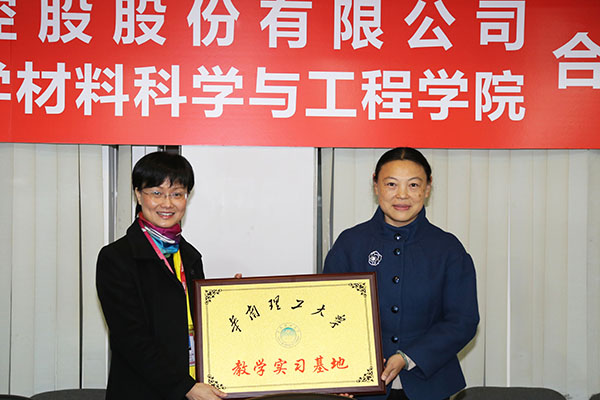 控股股份有限公司
学材料科学与工程学院
合
华南理工大学
教学实习基地